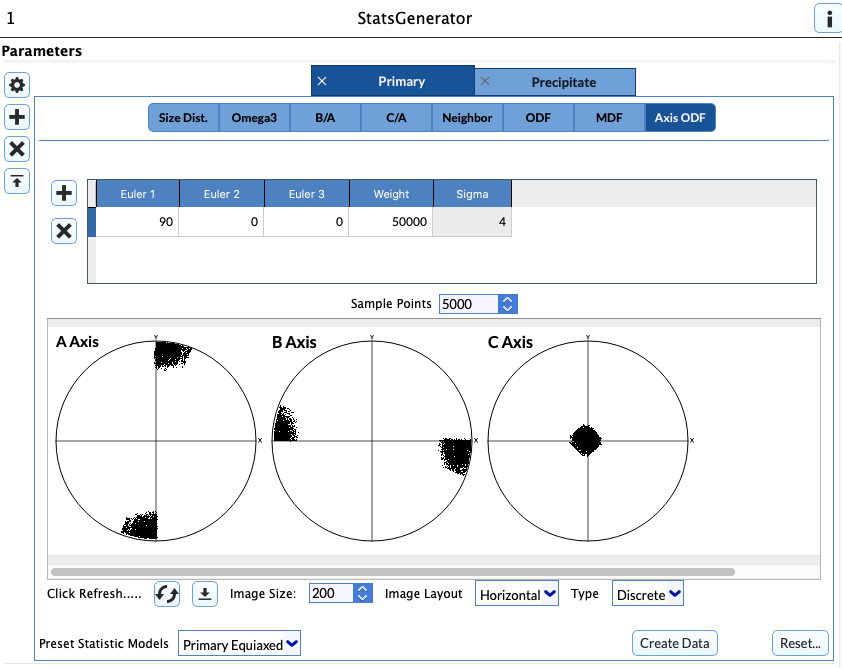 1 StatsGenerator i
Parameters
× Primary × Precipitate
Size Dist. Omega3 B/A C/A Neighbor ODF MDF Axis ODF
Euler 1 Euler 2 Euler 3 Weight Sigma
90 0 0 50000 4
Sample Points 5000
A Axis B Axis C Axis
Y Y Y
X X X
Click Refresh..... Image Size: 200 Image Layout Horizontal Type Discrete
Preset Statistic Models Primary Equiaxed Create Data Reset...